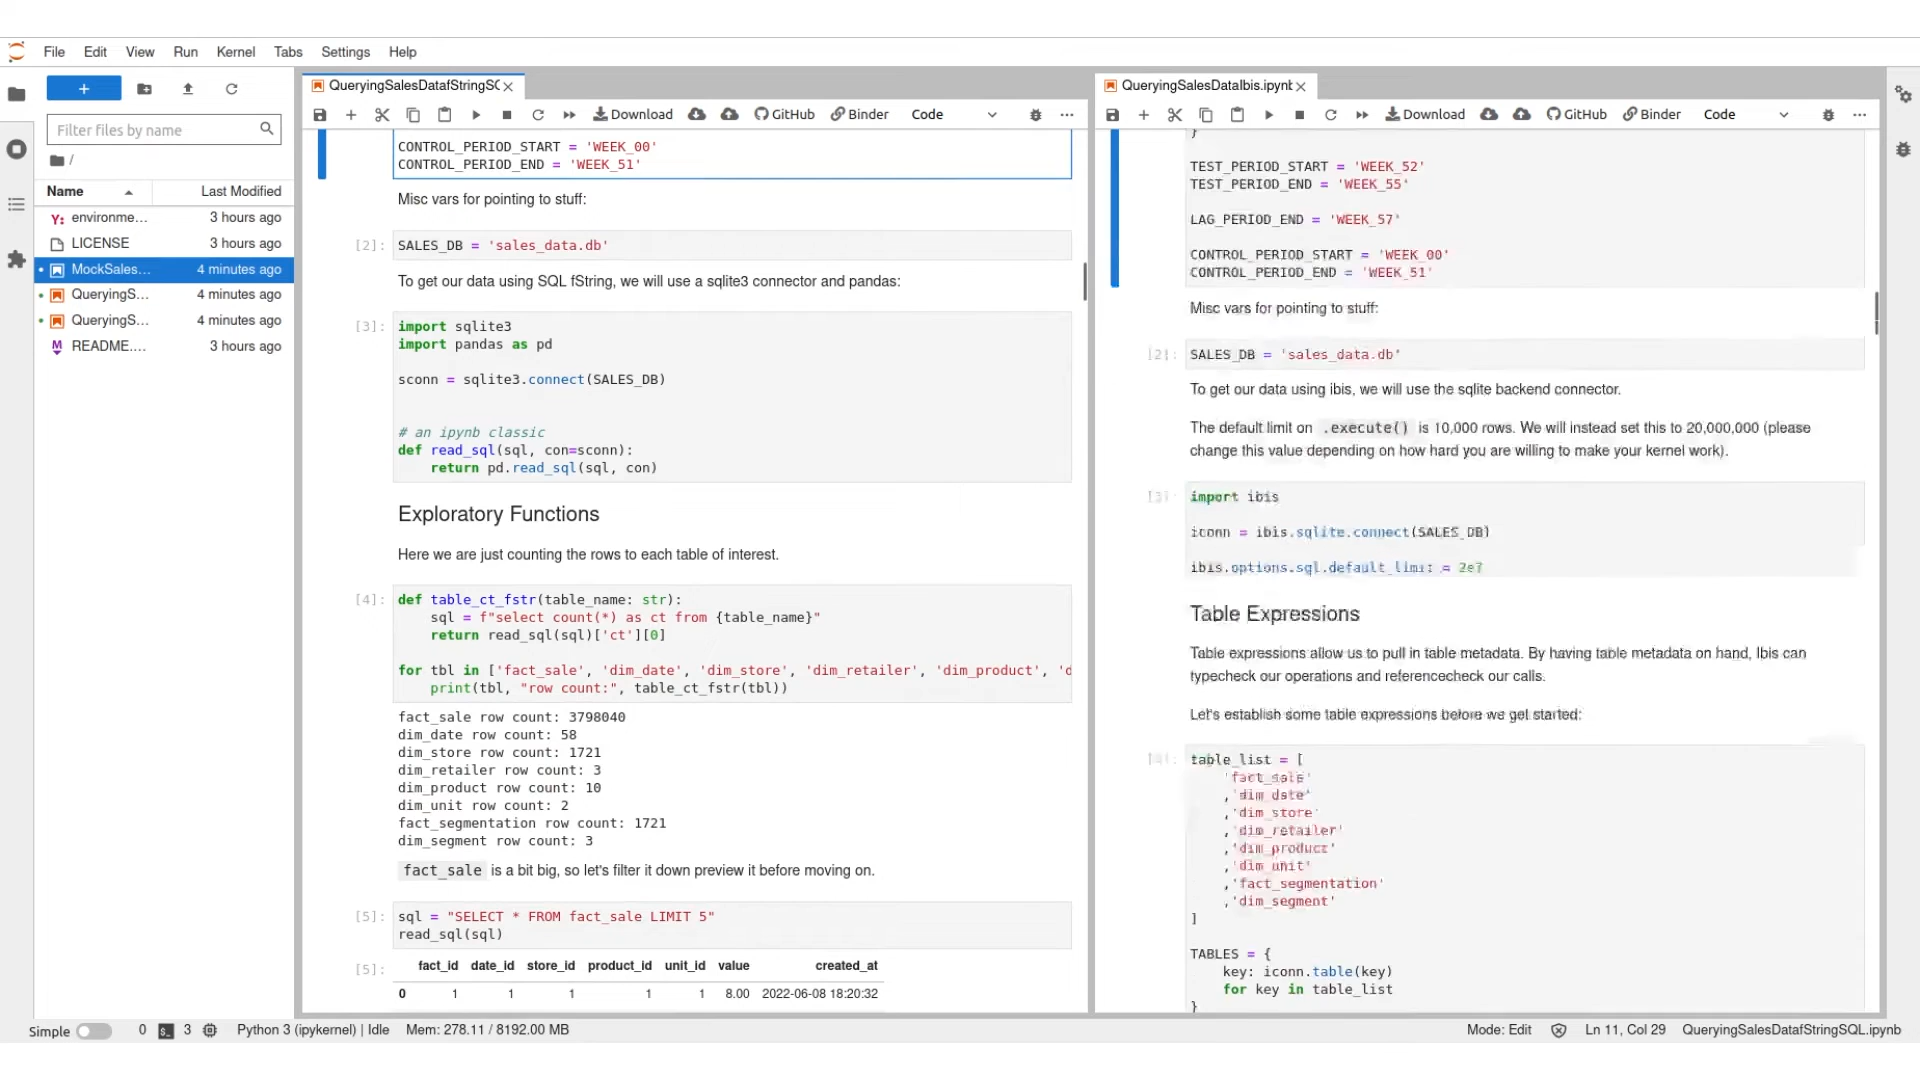 File Edit View Run Kernel Tabs Settings Help
+
Filter files by name
/
Name Last Modified
environme... 3 hours ago
LICENSE 3 hours ago
MockSales... 4 minutes ago
QueryingS... 4 minutes ago
QueryingS... 4 minutes ago
README.... 3 hours ago
QueryingSalesDatafStringSQ
Download GitHub Binder Code
CONTROL_PERIOD_START = 'WEEK_00'
CONTROL_PERIOD_END = 'WEEK_51'
Misc vars for pointing to stuff:
[2]: SALES_DB = 'sales_data.db'
To get our data using SQL fString, we will use a sqlite3 connector and pandas:
[3]: import sqlite3
import pandas as pd
sconn = sqlite3.connect(SALES_DB)
# an ipynb classic
def read_sql(sql, con=sconn):
return pd.read_sql(sql, con)
Exploratory Functions
Here we are just counting the rows to each table of interest.
[4]: def table_ct_fstr(table_name: str):
sql = f"select count(*) as ct from {table_name}"
return read_sql(sql)['ct'][0]
for tbl in ['fact_sale', 'dim_date', 'dim_store', 'dim_retailer', 'dim_product', 'd
print(tbl, "row count:", table_ct_fstr(tbl))
fact_sale row count: 3798040
dim_date row count: 58
dim_store row count: 1721
dim_retailer row count: 3
dim_product row count: 10
dim_unit row count: 2
fact_segmentation row count: 1721
dim_segment row count: 3
fact_sale is a bit big, so let's filter it down preview it before moving on.
[5]: sql = "SELECT * FROM fact_sale LIMIT 5"
read_sql(sql)
[5]: fact_id date_id store_id product_id unit_id value created_at
0 1 1 1 1 1 8.00 2022-06-08 18:20:32
QueryingSalesDataIbis.ipynb
Download GitHub Binder Code
}
TEST_PERIOD_START = 'WEEK_52'
TEST_PERIOD_END = 'WEEK_55'
LAG_PERIOD_END = 'WEEK_57'
CONTROL_PERIOD_START = 'WEEK_00'
CONTROL_PERIOD_END = 'WEEK_51'
Misc vars for pointing to stuff:
[2]: SALES_DB = 'sales_data.db'
To get our data using ibis, we will use the sqlite backend connector.
The default limit on .execute() is 10,000 rows. We will instead set this to 20,000,000 (please
change this value depending on how hard you are willing to make your kernel work).
[3]: import ibis
iconn = ibis.sqlite.connect(SALES_DB)
ibis.options.sql.default_limit = 2e7
Table Expressions
Table expressions allow us to pull in table metadata. By having table metadata on hand, Ibis can
typecheck our operations and referencecheck our calls.
Let's establish some table expressions before we get started:
[4]: table_list = [
'fact_sale'
,'dim_date'
,'dim_store'
,'dim_retailer'
,'dim_product'
,'dim_unit'
,'fact_segmentation'
,'dim_segment'
]
TABLES = {
key: iconn.table(key)
for key in table_list
}
Simple 0 3 Python 3 (ipykernel) | Idle Mem: 278.11 / 8192.00 MB Mode: Edit Ln 11, Col 29 QueryingSalesDatafStringSQL.ipynb